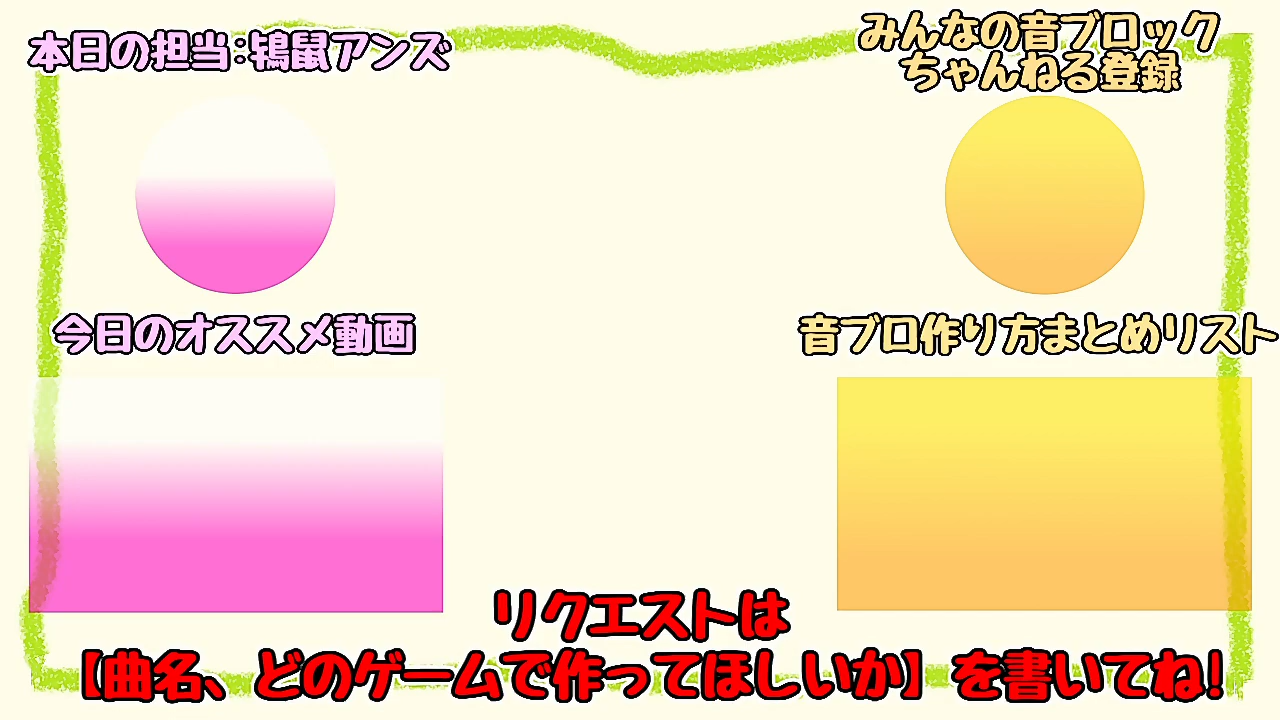 本日の担当:鴇鼠アンズ
みんなの音ブロック
ちゃんねる登録
今日のオススメ動画
音ブロ作り方まとめリスト
リクエストは
【曲名、どのゲームで作ってほしいか】を書いてね!